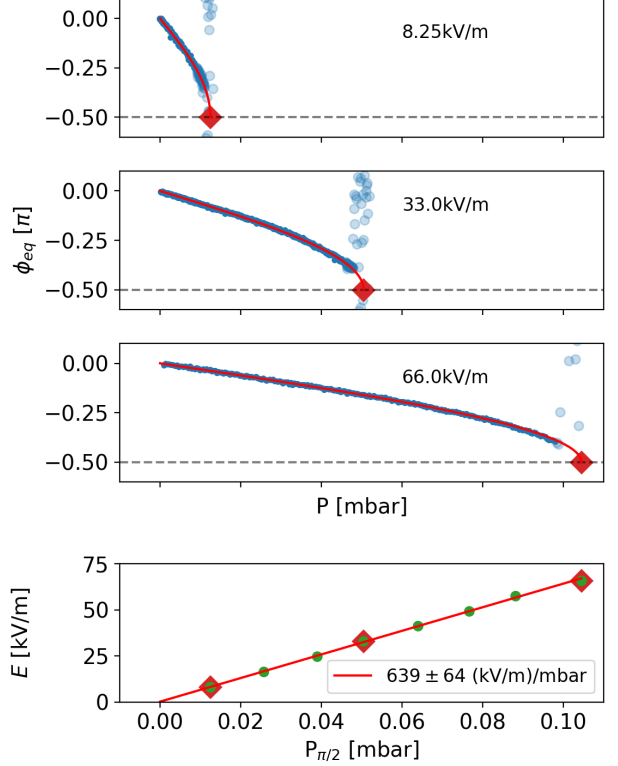 0.00
8.25kV/m
−0.25
−0.50
0.00
33.0kV/m
−0.25
−0.50
ϕeq [π]
0.00
66.0kV/m
−0.25
−0.50
P [mbar]
75
50
25
0
E [kV/m]
639 ± 64 (kV/m)/mbar
0.00 0.02 0.04 0.06 0.08 0.10
Pπ/2 [mbar]